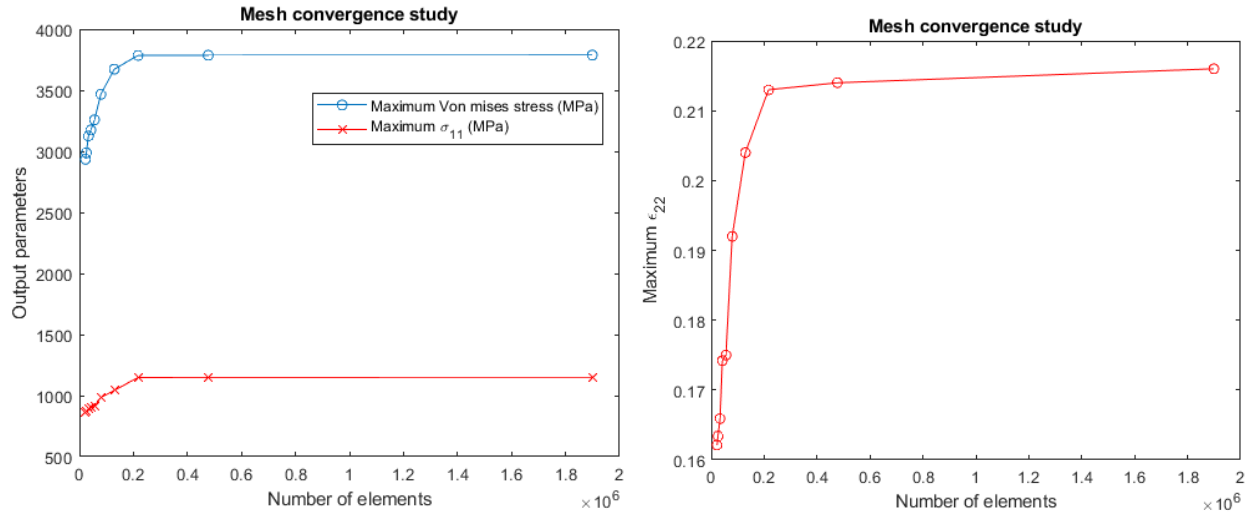 Mesh convergence study
4000
3500
3000
2500
2000
1500
1000
500
Output parameters
Maximum Von mises stress (MPa)
Maximum σ₁₁ (MPa)
0 0.2 0.4 0.6 0.8 1 1.2 1.4 1.6 1.8 2
Number of elements
×10⁶
Mesh convergence study
0.22
0.21
0.2
0.19
0.18
0.17
0.16
Maximum ϵ₂₂
0 0.2 0.4 0.6 0.8 1 1.2 1.4 1.6 1.8 2
Number of elements
×10⁶